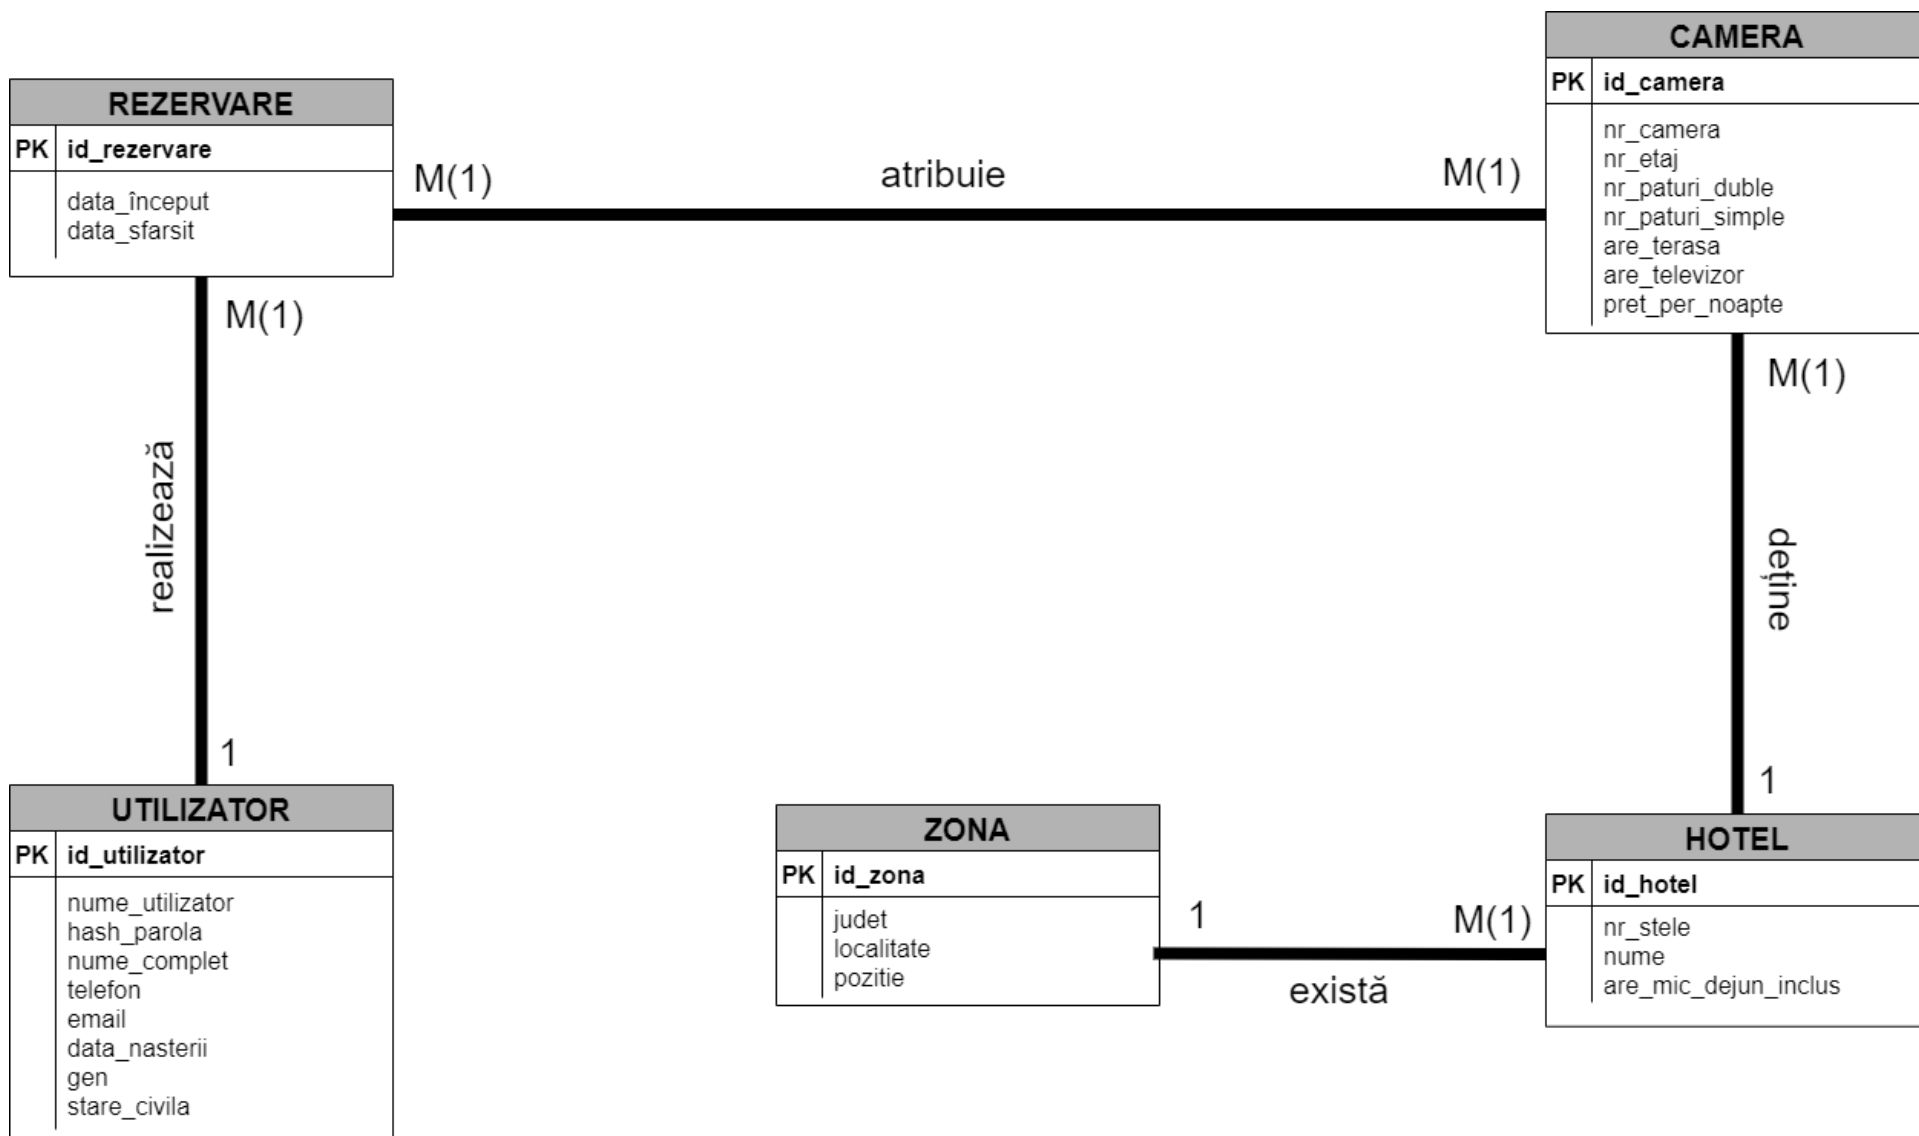 REZERVARE
PK id_rezervare
data_început
data_sfarsit
M(1)
atribuie
M(1)
CAMERA
PK id_camera
nr_camera
nr_etaj
nr_paturi_duble
nr_paturi_simple
are_terasa
are_televizor
pret_per_noapte
M(1)
realizează
1
M(1)
deține
1
UTILIZATOR
PK id_utilizator
nume_utilizator
hash_parola
nume_complet
telefon
email
data_nasterii
gen
stare_civila
ZONA
PK id_zona
judet
localitate
pozitie
1
există
M(1)
HOTEL
PK id_hotel
nr_stele
nume
are_mic_dejun_inclus